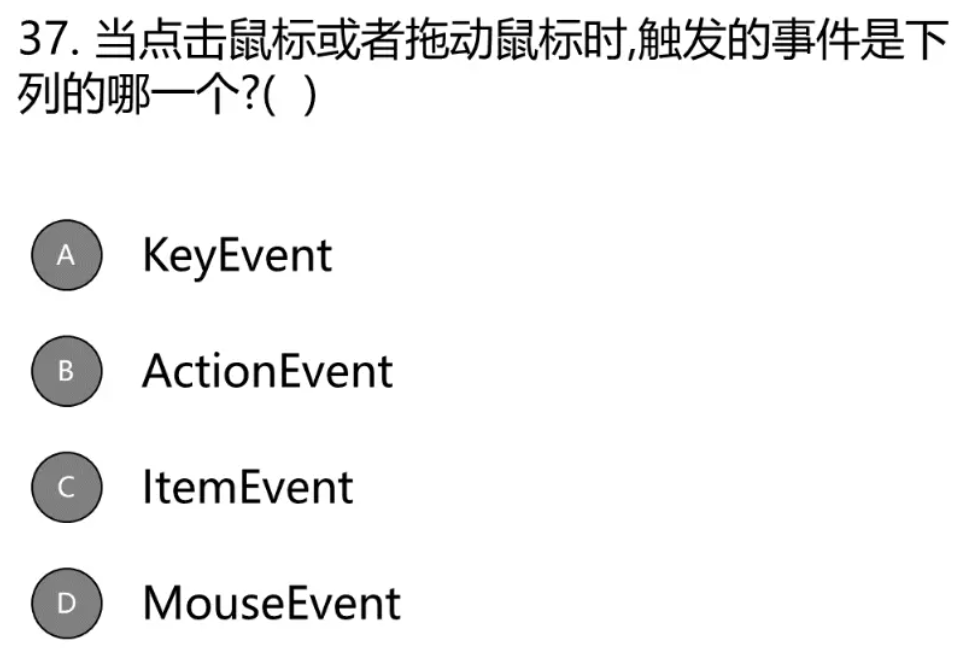 37. 当点击鼠标或者拖动鼠标时,触发的事件是下
列的哪一个?( )
A KeyEvent
B ActionEvent
C ItemEvent
D MouseEvent